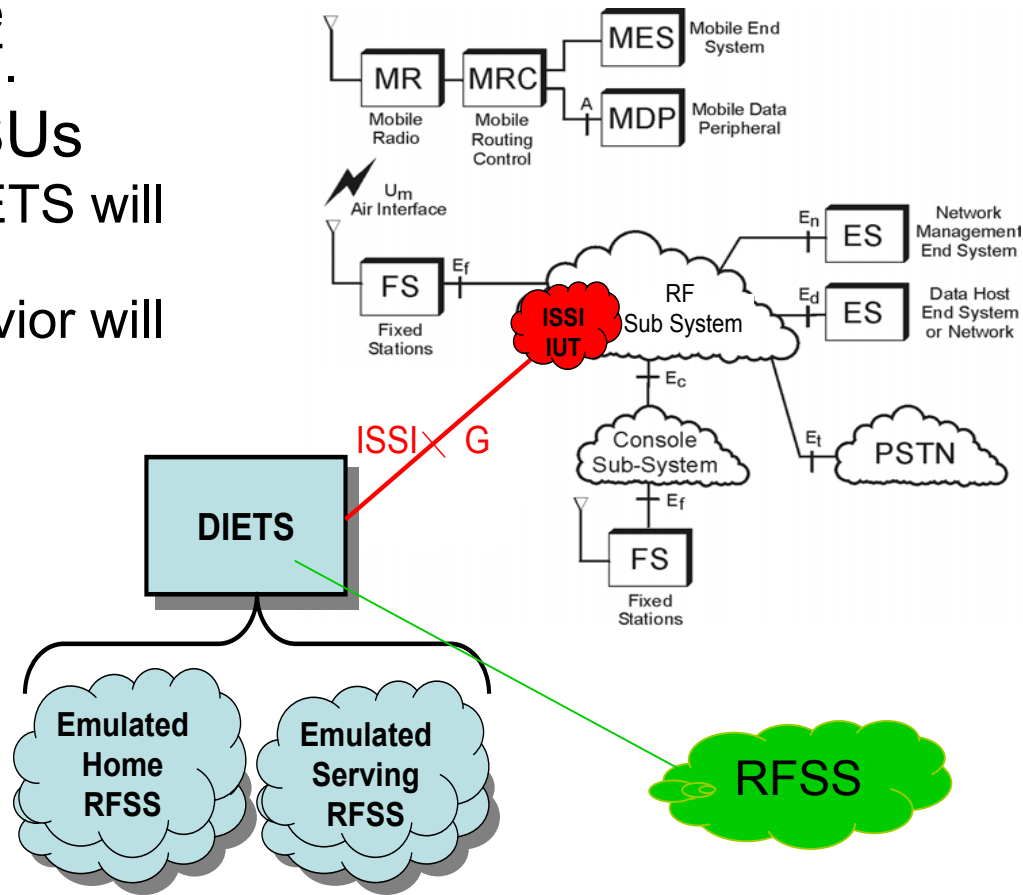 MES
Mobile End
System
MR
MRC
Mobile
Radio
Mobile
Routing
Control
A
MDP
Mobile Data
Peripheral
ETS will
Um
Air Interface
vior will
FS
Ef
Fixed
Stations
RF
Sub System
ISSI
IUT
En
ES
Network
Management
End System
Ed
ES
Data Host
End System
or Network
Ec
Console
Sub-System
Et
PSTN
Ef
FS
Fixed
Stations
ISSI G
DIETS
Emulated
Home
RFSS
Emulated
Serving
RFSS
RFSS